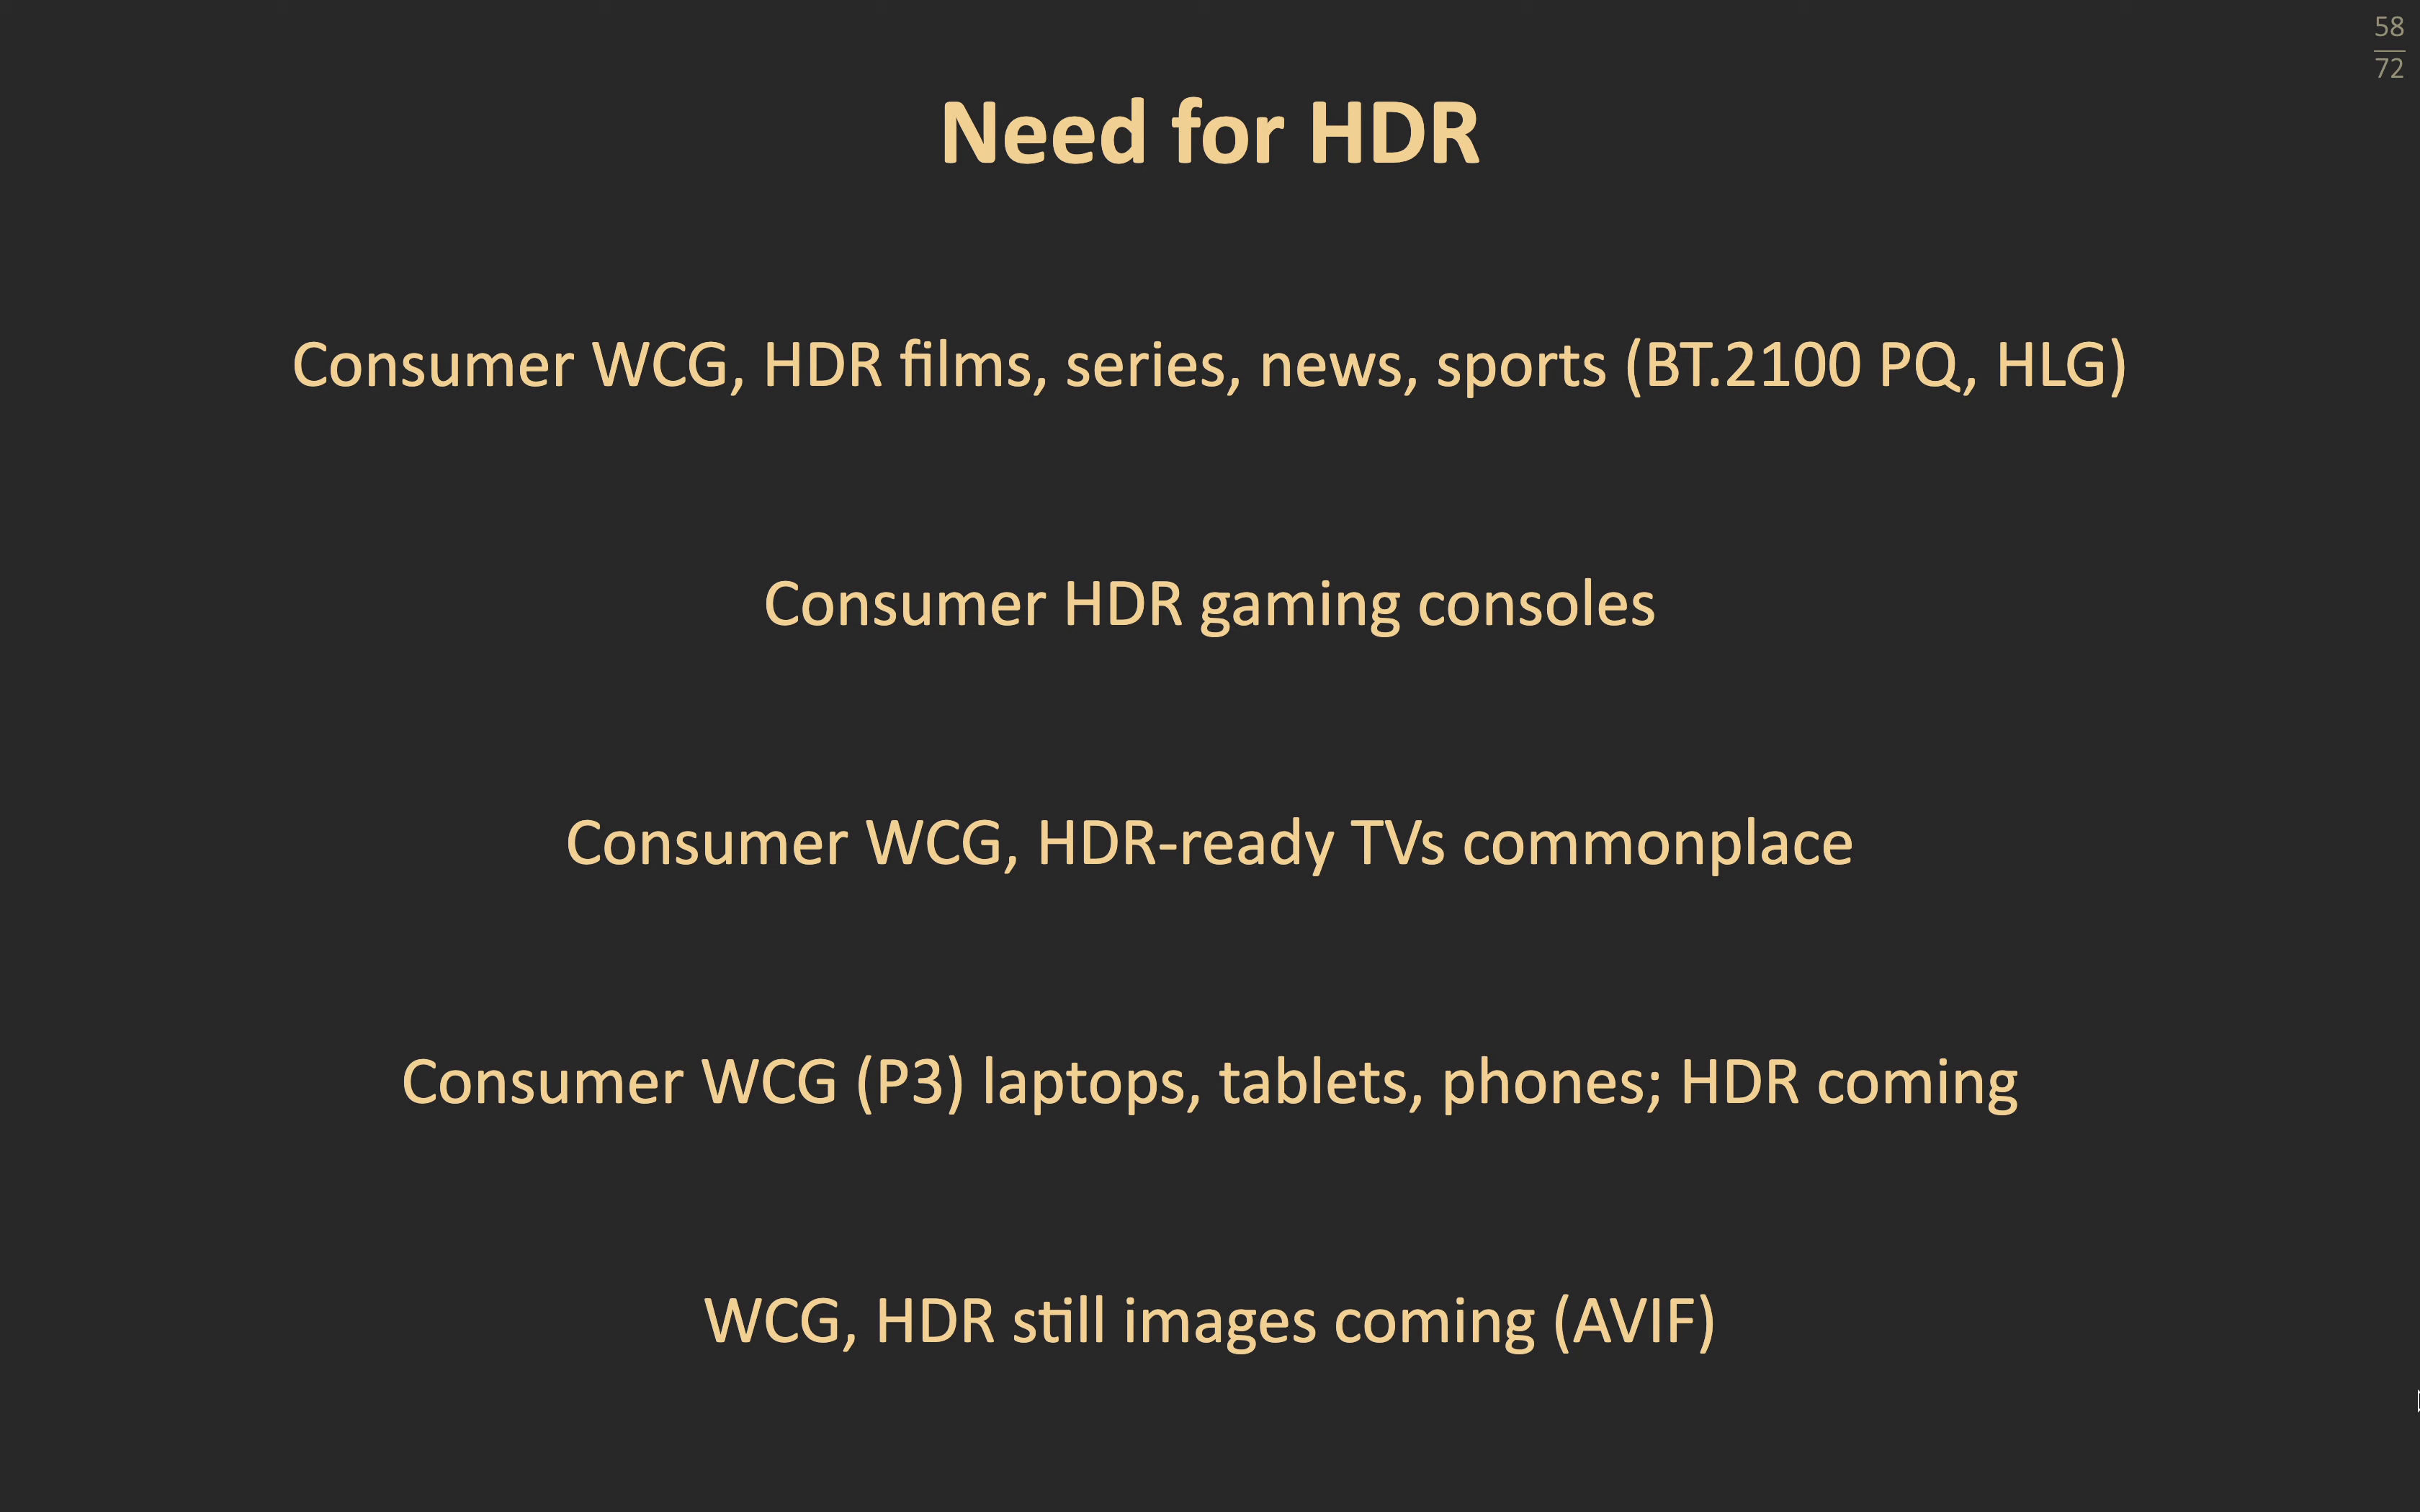 58
72
Need for HDR
Consumer WCG, HDR films, series, news, sports (BT.2100 PQ, HLG)
Consumer HDR gaming consoles
Consumer WCG, HDR-ready TVs commonplace
Consumer WCG (P3) laptops, tablets, phones; HDR coming
WCG, HDR still images coming (AVIF)